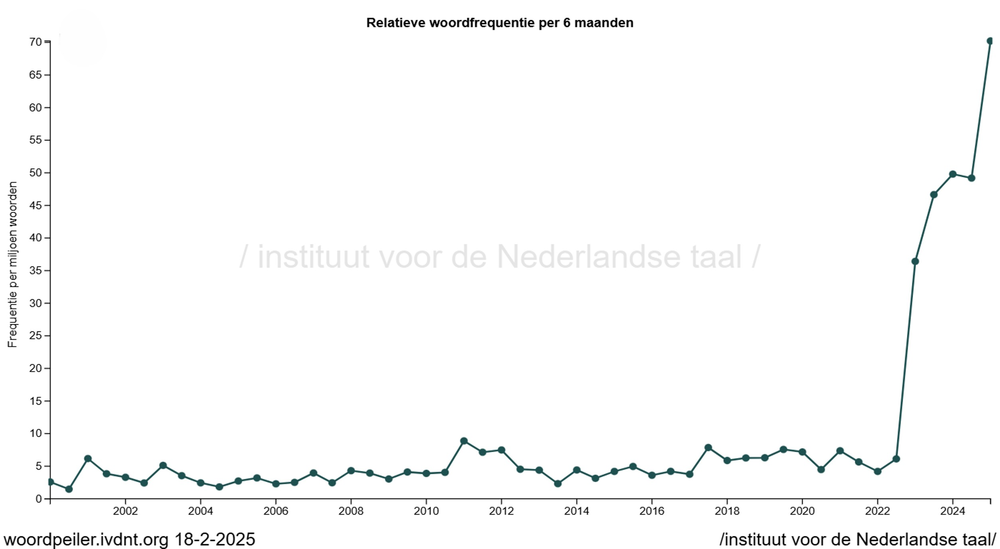 Relatieve woordfrequentie per 6 maanden
Frequentie per miljoen woorden
70
65
60
55
50
45
40
35
30
25
20
15
10
5
0
/ instituut voor de Nederlandse taal /
2002 2004 2006 2008 2010 2012 2014 2016 2018 2020 2022 2024
woordpeiler.ivdnt.org 18-2-2025
/instituut voor de Nederlandse taal/